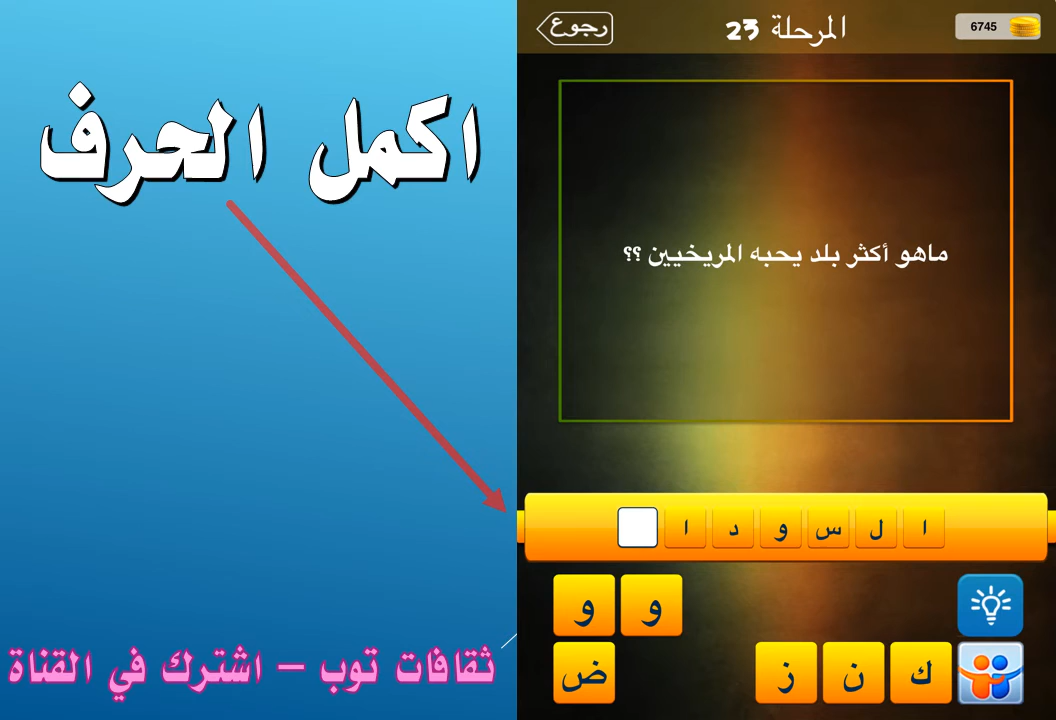 رجوع
المرحلة 23
6745
اكمل الحرف
ماهو أكثر بلد يحبه المريخيين ؟؟
ا ل س و د ا
و و
ض ز ن ك
ثقافات توب – اشترك في القناة